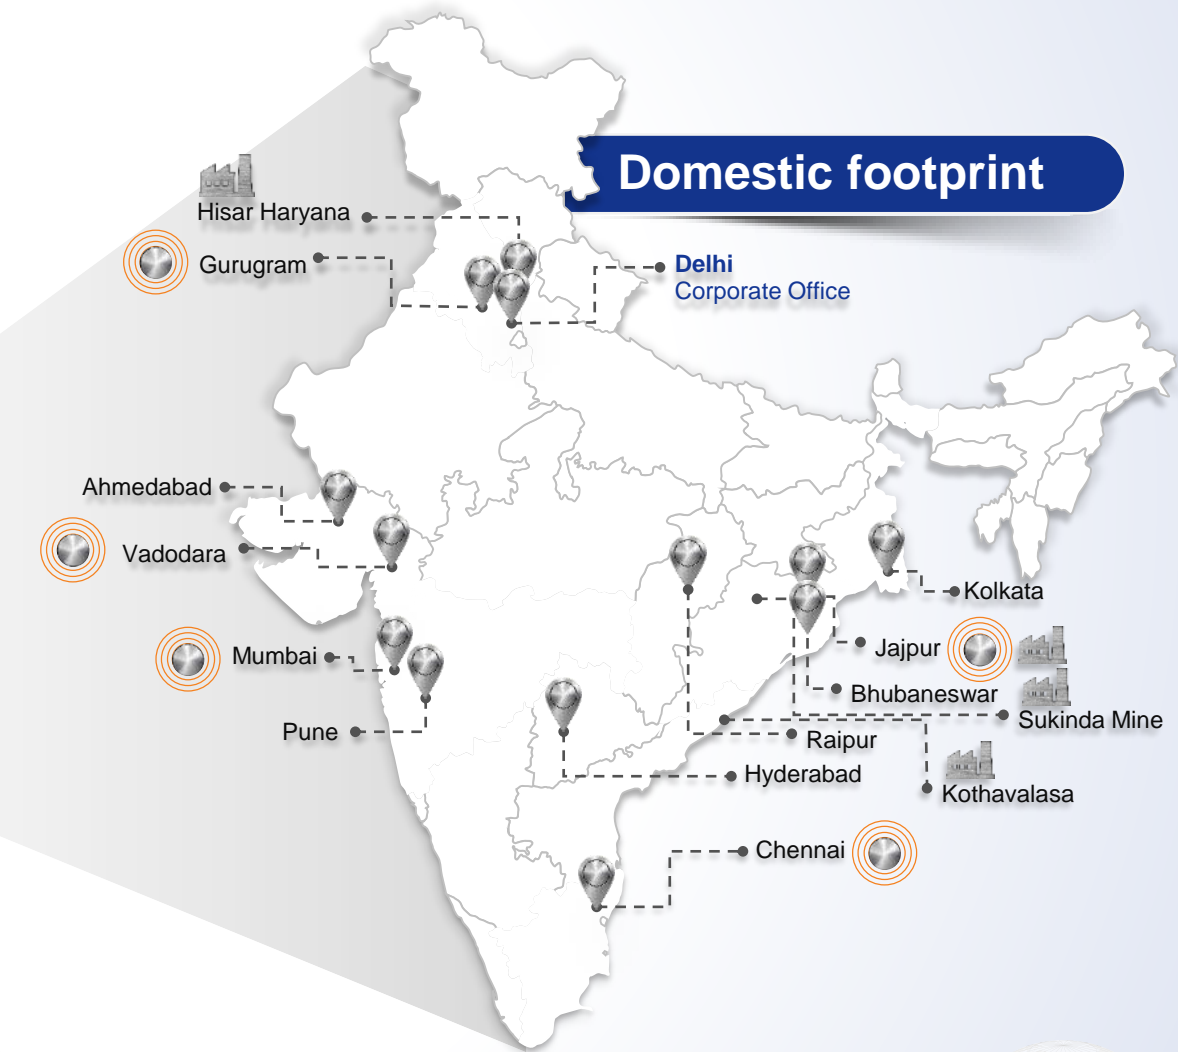 Domestic footprint
Hisar Haryana
Gurugram
Delhi
Corporate Office
Ahmedabad
Vadodara
Kolkata
Mumbai
Jajpur
Bhubaneswar
Sukinda Mine
Pune
Raipur
Hyderabad
Kothavalasa
Chennai